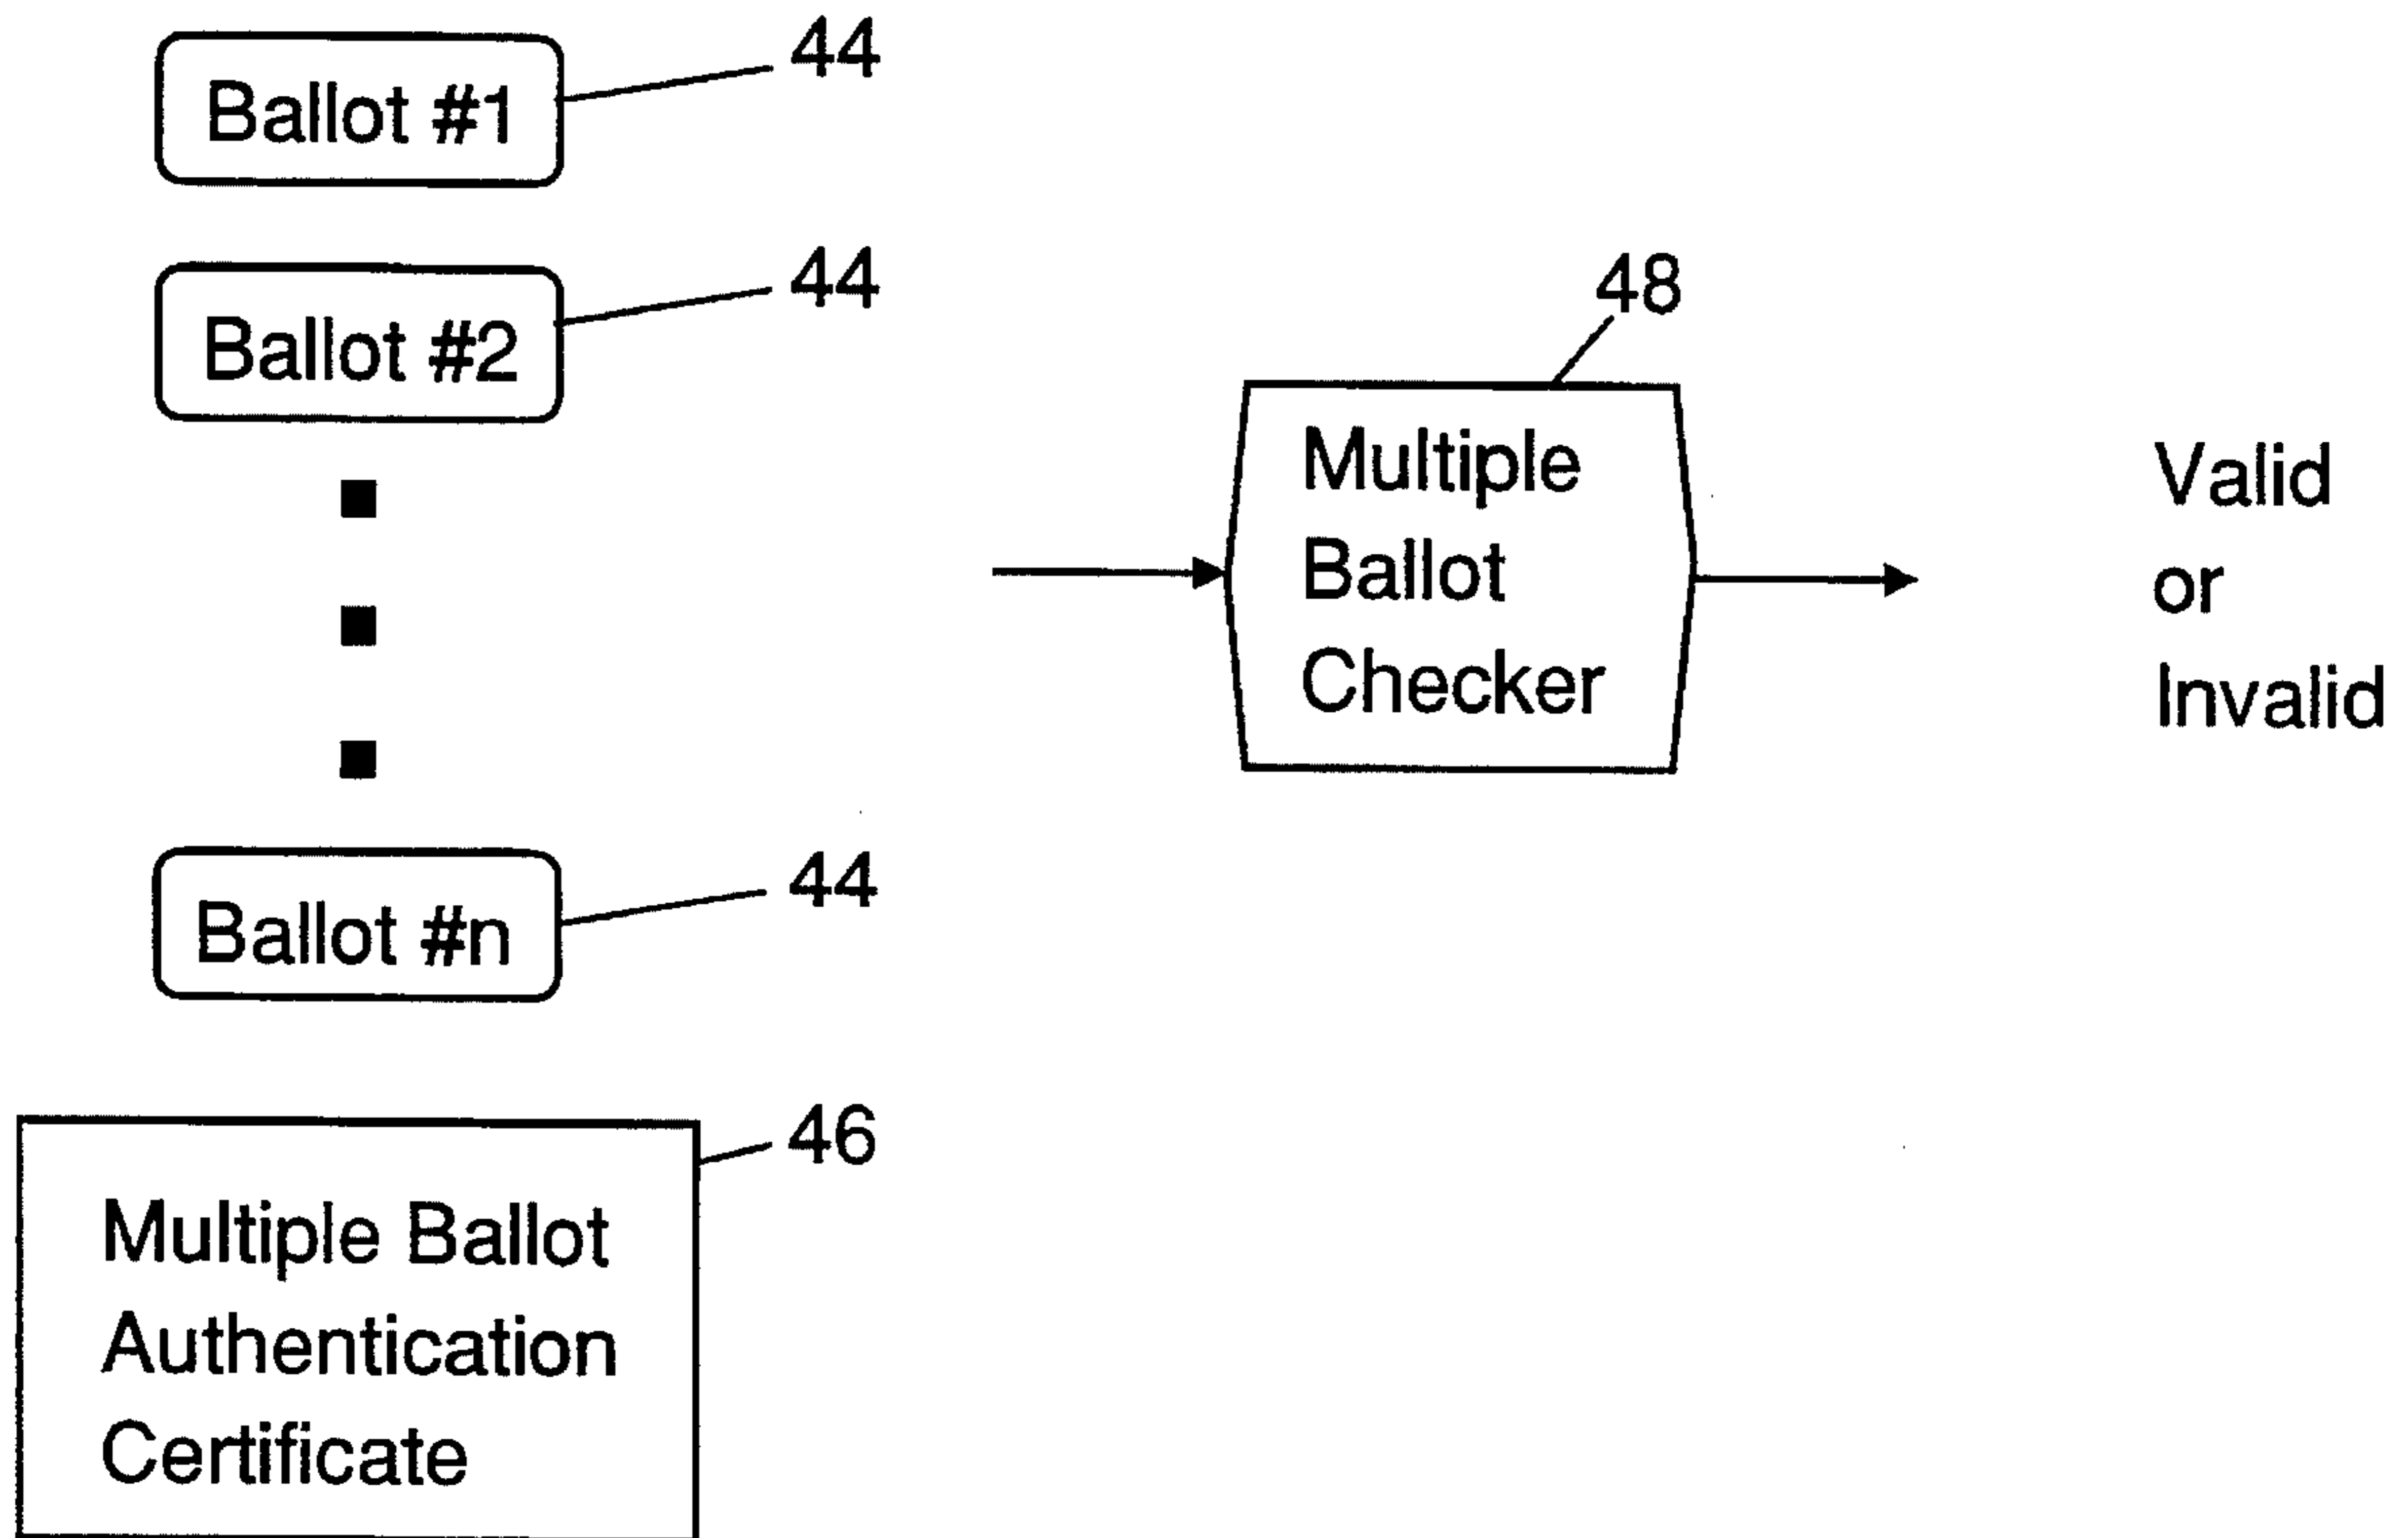 Ballot #1
44
Ballot #2
44
48
Multiple
Ballot
Checker
Valid
or
Invalid
Ballot #n
44
46
Multiple Ballot
Authentication
Certificate